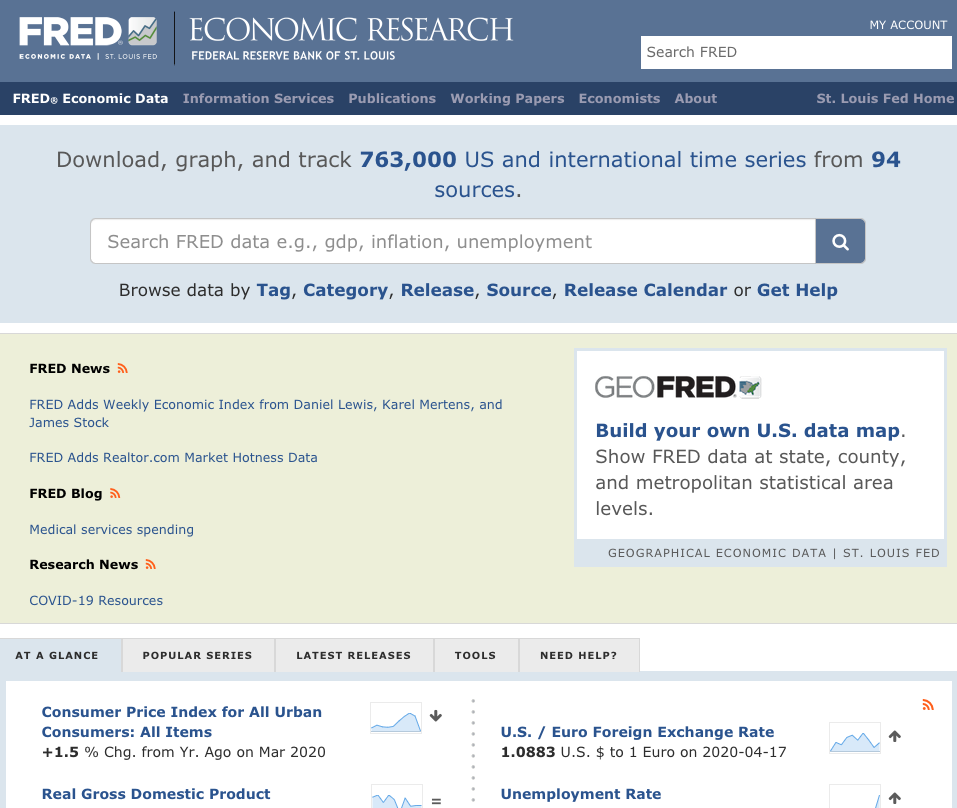 FRED®
ECONOMIC DATA | ST. LOUIS FED
ECONOMIC RESEARCH
FEDERAL RESERVE BANK OF ST. LOUIS
MY ACCOUNT
Search FRED
FRED® Economic Data Information Services Publications Working Papers Economists About St. Louis Fed Home
Download, graph, and track 763,000 US and international time series from 94
sources.
Search FRED data e.g., gdp, inflation, unemployment
Browse data by Tag, Category, Release, Source, Release Calendar or Get Help
FRED News
FRED Adds Weekly Economic Index from Daniel Lewis, Karel Mertens, and
James Stock
FRED Adds Realtor.com Market Hotness Data
FRED Blog
Medical services spending
Research News
COVID-19 Resources
GEOFRED®
Build your own U.S. data map.
Show FRED data at state, county,
and metropolitan statistical area
levels.
GEOGRAPHICAL ECONOMIC DATA | ST. LOUIS FED
AT A GLANCE POPULAR SERIES LATEST RELEASES TOOLS NEED HELP?
Consumer Price Index for All Urban
Consumers: All Items
+1.5 % Chg. from Yr. Ago on Mar 2020
Real Gross Domestic Product
=
U.S. / Euro Foreign Exchange Rate
1.0883 U.S. $ to 1 Euro on 2020-04-17
Unemployment Rate